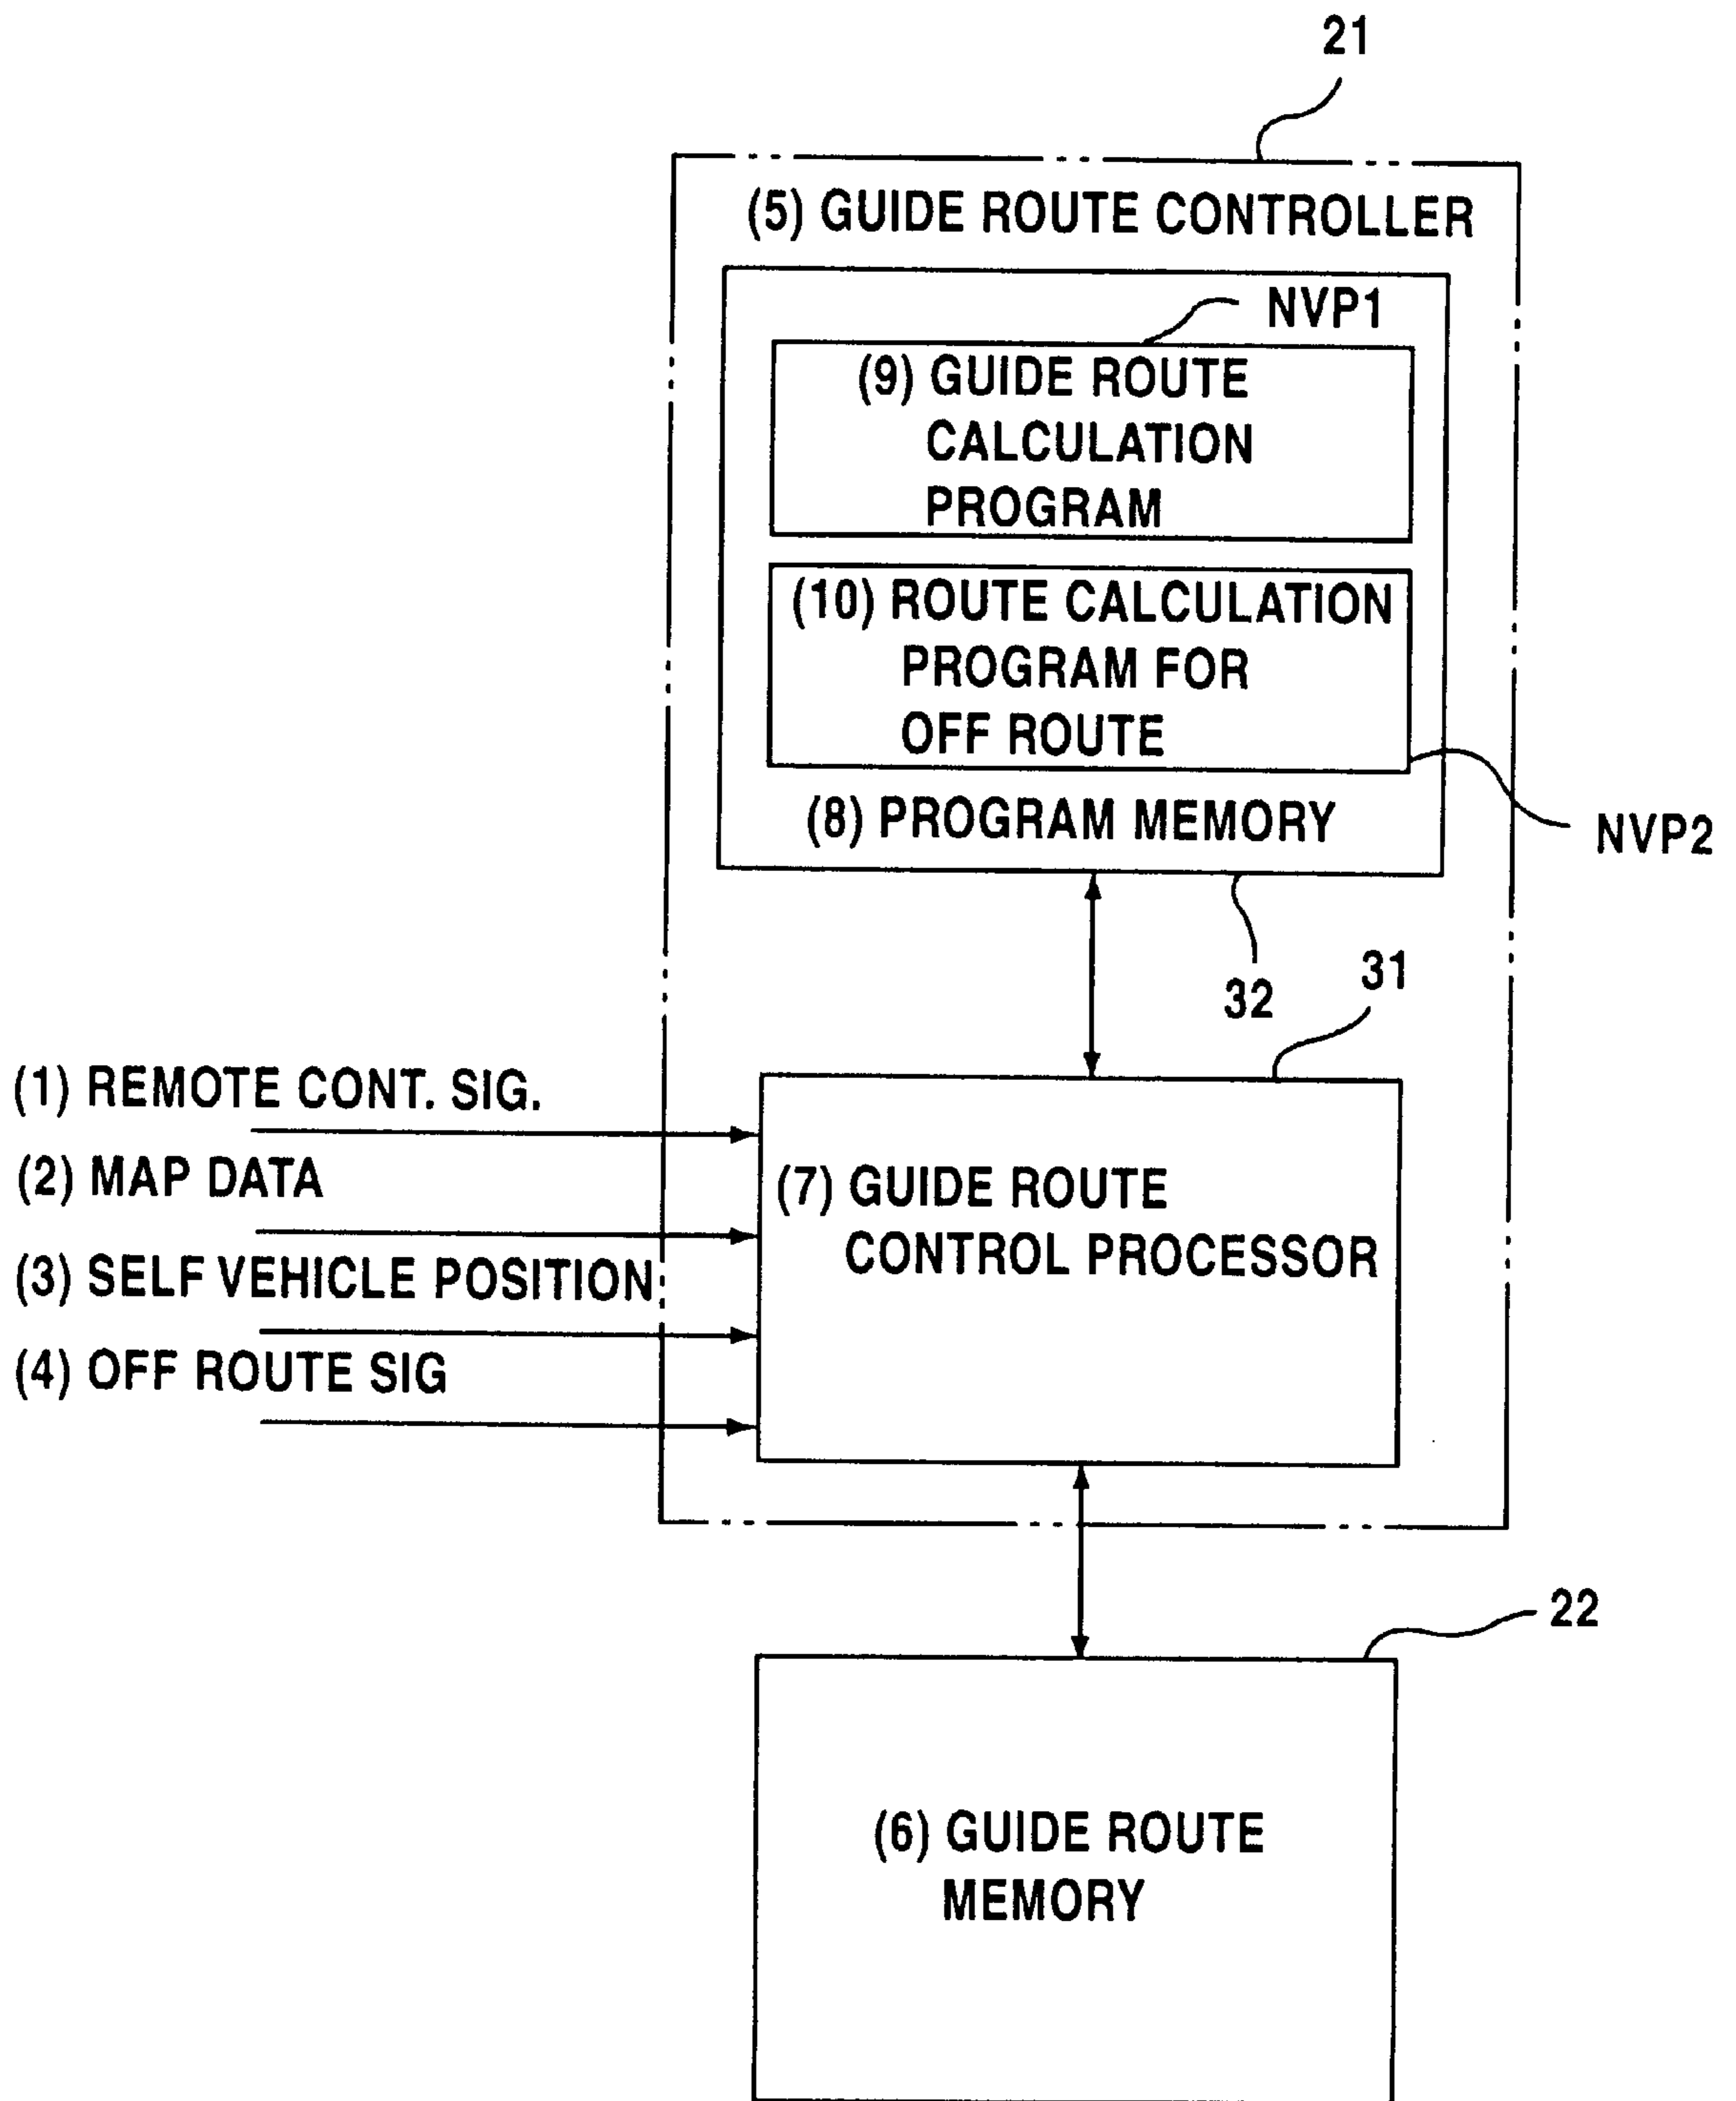 21
(5) GUIDE ROUTE CONTROLLER
NVP1
(9) GUIDE ROUTE
CALCULATION
PROGRAM
(10) ROUTE CALCULATION
PROGRAM FOR
OFF ROUTE
(8) PROGRAM MEMORY
NVP2
32
31
(1) REMOTE CONT. SIG.
(2) MAP DATA
(3) SELF VEHICLE POSITION
(4) OFF ROUTE SIG
(7) GUIDE ROUTE
CONTROL PROCESSOR
22
(6) GUIDE ROUTE
MEMORY